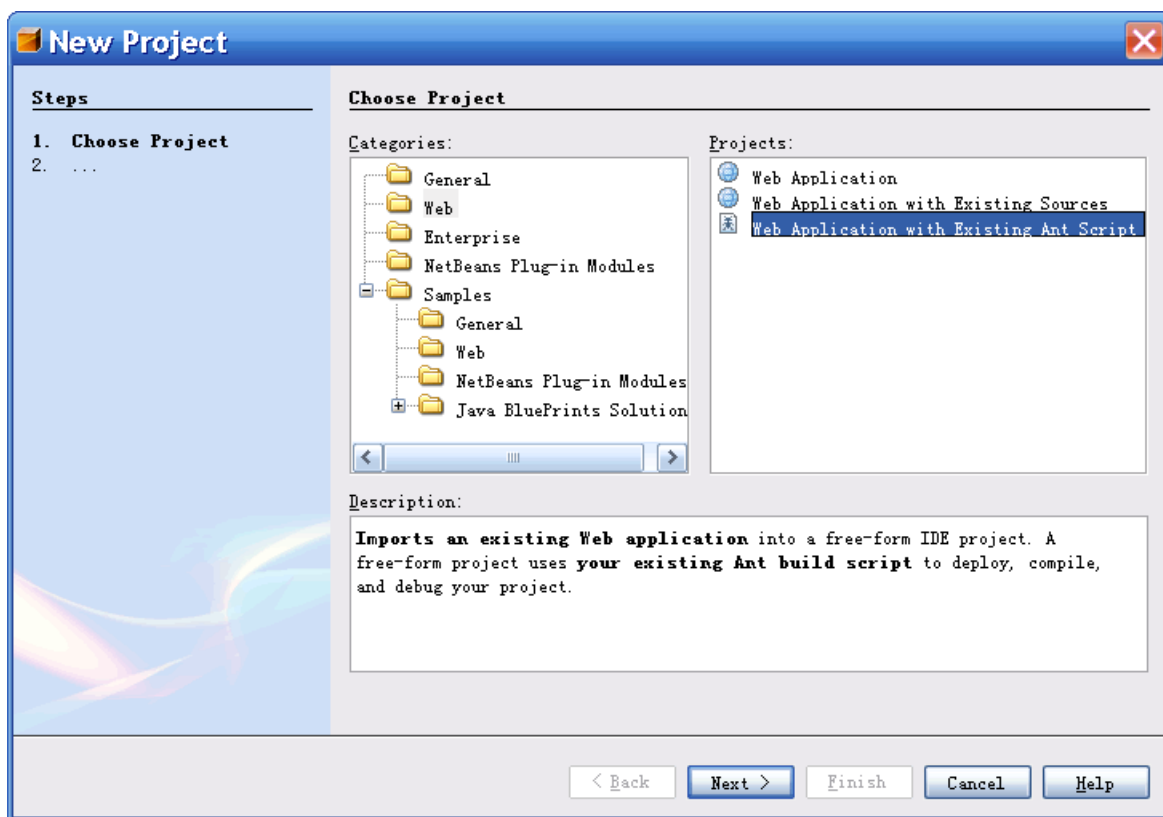 New Project
Steps
1. Choose Project
2. ...
Choose Project
Categories:
General
Web
Enterprise
NetBeans Plug-in Modules
Samples
General
Web
NetBeans Plug-in Modules
Java BluePrints Solution
Projects:
Web Application
Web Application with Existing Sources
Web Application with Existing Ant Script
Description:
Imports an existing Web application into a free-form IDE project. A
free-form project uses your existing Ant build script to deploy, compile,
and debug your project.
< Back
Next >
Finish
Cancel
Help